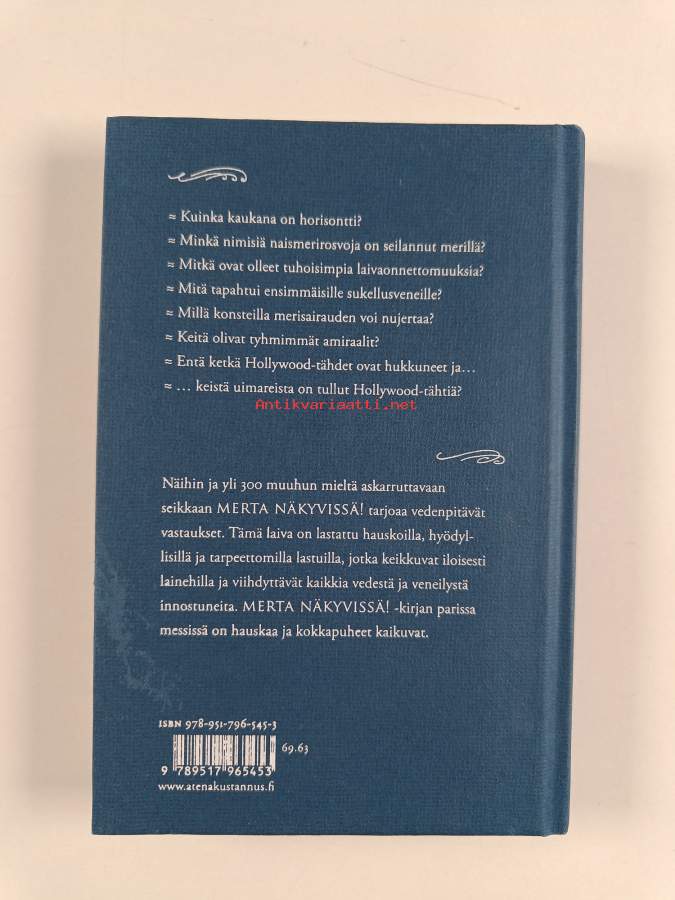 ≈ Kuinka kaukana on horisontti?
≈ Minkä nimisiä naismerirosvoja on seilannut merillä?
≈ Mitkä ovat olleet tuhoisimpia laivaonnettomuuksia?
≈ Mitä tapahtui ensimmäisille sukellusveneille?
≈ Millä konsteilla merisairauden voi nujertaa?
≈ Keitä olivat tyhmimmät amiraalit?
≈ Entä ketkä Hollywood-tähdet ovat hukkuneet ja…
≈ … keistä uimareista on tullut Hollywood-tähtiä?
Antikvariaatti.net
Näihin ja yli 300 muuhun mieltä askarruttavaan
seikkaan MERTA NÄKYVISSÄ! tarjoaa vedenpitävät
vastaukset. Tämä laiva on lastattu hauskoilla, hyödyl-
lisillä ja tarpeettomilla lastuilla, jotka keikkuvat iloisesti
lainehilla ja viihdyttävät kaikkia vedestä ja veneilystä
innostuneita. MERTA NÄKYVISSÄ! -kirjan parissa
messissä on hauskaa ja kokkapuheet kaikuvat.
ISBN 978-951-796-545-3
69.63
9 789517 965453
www.atenakustannus.fi